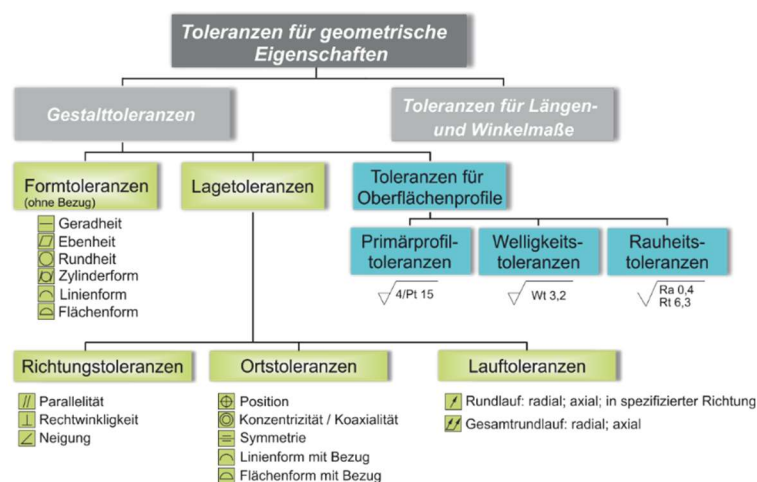 Toleranzen für geometrische
Eigenschaften
Gestalttoleranzen
Toleranzen für Längen-
und Winkelmaße
Formtoleranzen
(ohne Bezug)
Geradheit
Ebenheit
Rundheit
Zylinderform
Linienform
Flächenform
Lagetoleranzen
Toleranzen für
Oberflächenprofile
Primärprofil-
toleranzen
4/Pt 15
Welligkeits-
toleranzen
Wt 3,2
Rauheits-
toleranzen
Ra 0,4
Rt 6,3
Richtungstoleranzen
Parallelität
Rechtwinkligkeit
Neigung
Ortstoleranzen
Position
Konzentrizität / Koaxialität
Symmetrie
Linienform mit Bezug
Flächenform mit Bezug
Lauftoleranzen
Rundlauf: radial; axial; in spezifizierter Richtung
Gesamtrundlauf: radial; axial